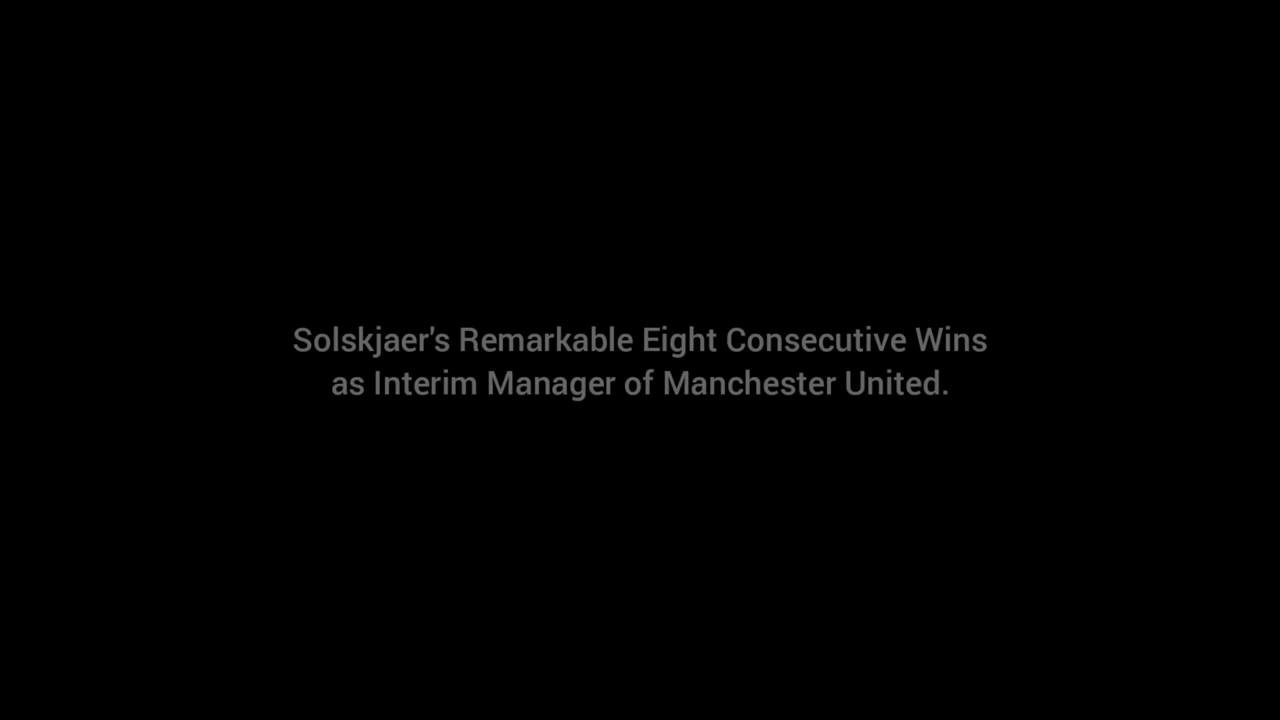 Solskjaer's Remarkable Eight Consecutive Wins
as Interim Manager of Manchester United.